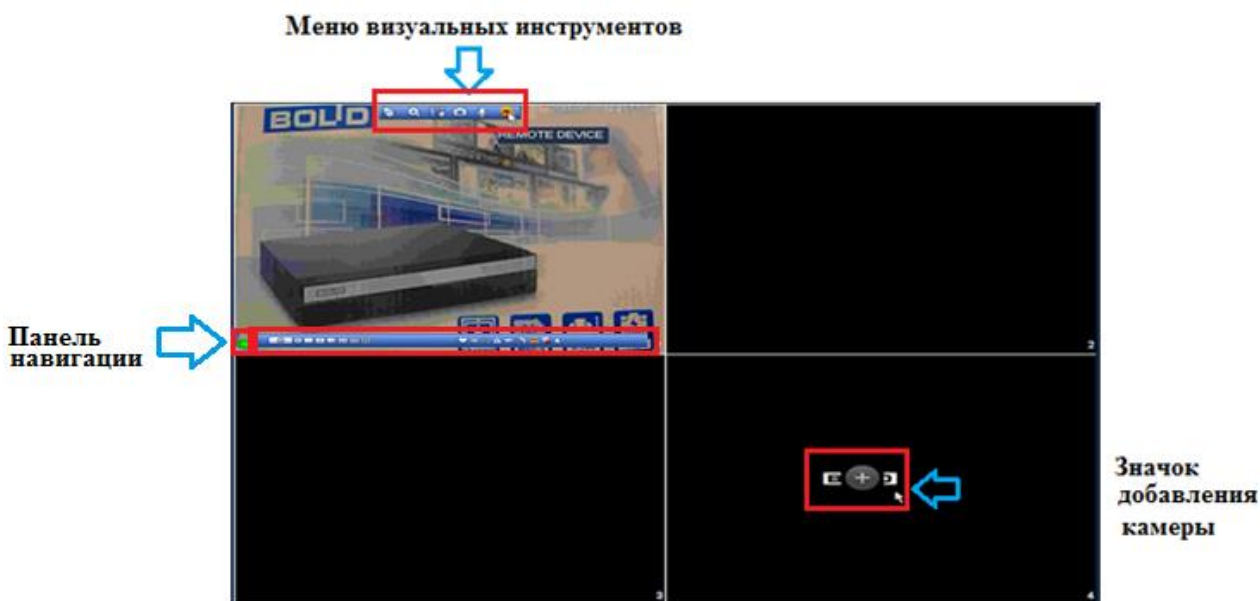 Меню визуальных инструментов
BOLID
REMOTE DEVICE
Панель
навигации
2
Значок
добавления
камеры
3
4